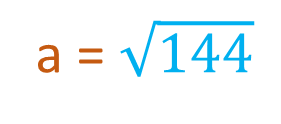 a = √144